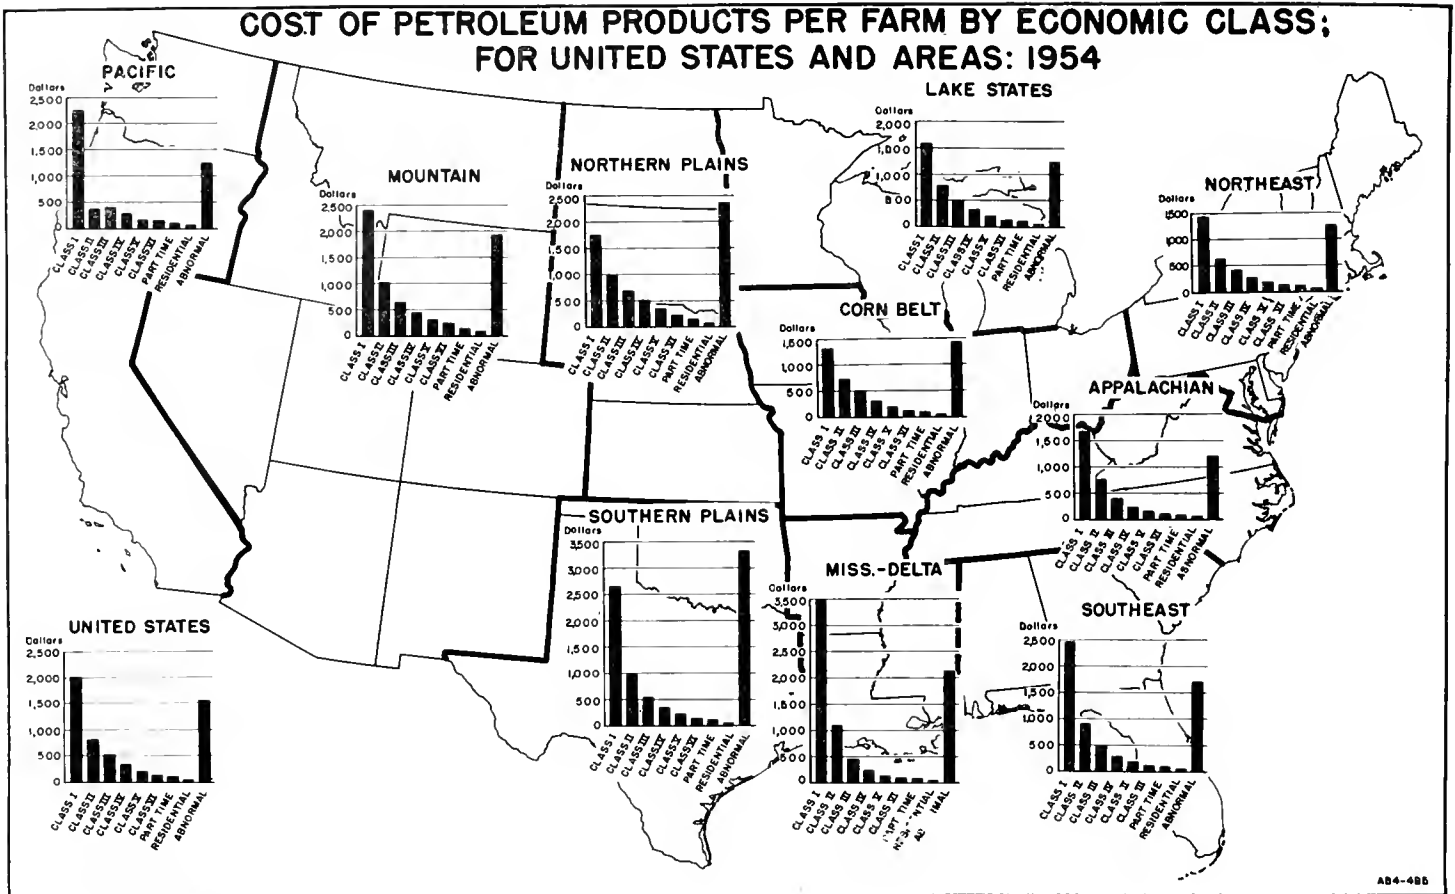 COST OF PETROLEUM PRODUCTS PER FARM BY ECONOMIC CLASS;
FOR UNITED STATES AND AREAS: 1954
PACIFIC
Dollars
2,500
2,000
1,500
1,000
500
0
CLASS I
CLASS II
CLASS III
CLASS IV
CLASS V
CLASS VI
PART TIME
RESIDENTIAL
ABNORMAL
MOUNTAIN
Dollars
2,500
2,000
1,500
1,000
500
0
CLASS I
CLASS II
CLASS III
CLASS IV
CLASS V
CLASS VI
PART TIME
RESIDENTIAL
ABNORMAL
NORTHERN PLAINS
Dollars
2,500
2,000
1,500
1,000
500
0
CLASS I
CLASS II
CLASS III
CLASS IV
CLASS V
CLASS VI
PART TIME
RESIDENTIAL
ABNORMAL
LAKE STATES
Dollars
2,000
1,500
1,000
500
0
CLASS I
CLASS II
CLASS III
CLASS IV
CLASS V
CLASS VI
PART TIME
RESIDENTIAL
ABNORMAL
NORTHEAST
Dollars
1,500
1,000
500
0
CLASS I
CLASS II
CLASS III
CLASS IV
CLASS V
CLASS VI
PART TIME
RESIDENTIAL
ABNORMAL
CORN BELT
Dollars
1,500
1,000
500
0
CLASS I
CLASS II
CLASS III
CLASS IV
CLASS V
CLASS VI
PART TIME
RESIDENTIAL
ABNORMAL
APPALACHIAN
Dollars
2,000
1,500
1,000
500
0
CLASS I
CLASS II
CLASS III
CLASS IV
CLASS V
CLASS VI
PART TIME
RESIDENTIAL
ABNORMAL
UNITED STATES
Dollars
2,500
2,000
1,500
1,000
500
0
CLASS I
CLASS II
CLASS III
CLASS IV
CLASS V
CLASS VI
PART TIME
RESIDENTIAL
ABNORMAL
SOUTHERN PLAINS
Dollars
3,500
3,000
2,500
2,000
1,500
1,000
500
0
CLASS I
CLASS II
CLASS III
CLASS IV
CLASS V
CLASS VI
PART TIME
RESIDENTIAL
ABNORMAL
MISS.-DELTA
Dollars
3,500
3,000
2,500
2,000
1,500
1,000
500
0
CLASS I
CLASS II
CLASS III
CLASS IV
CLASS V
CLASS VI
TIME
SOUTHEAST
Dollars
2,500
2,000
1,500
1,000
500
0
CLASS I
CLASS II
CLASS III
CLASS IV
CLASS
CLASS
PART TIME
RESIDENTIAL
ABNORMAL